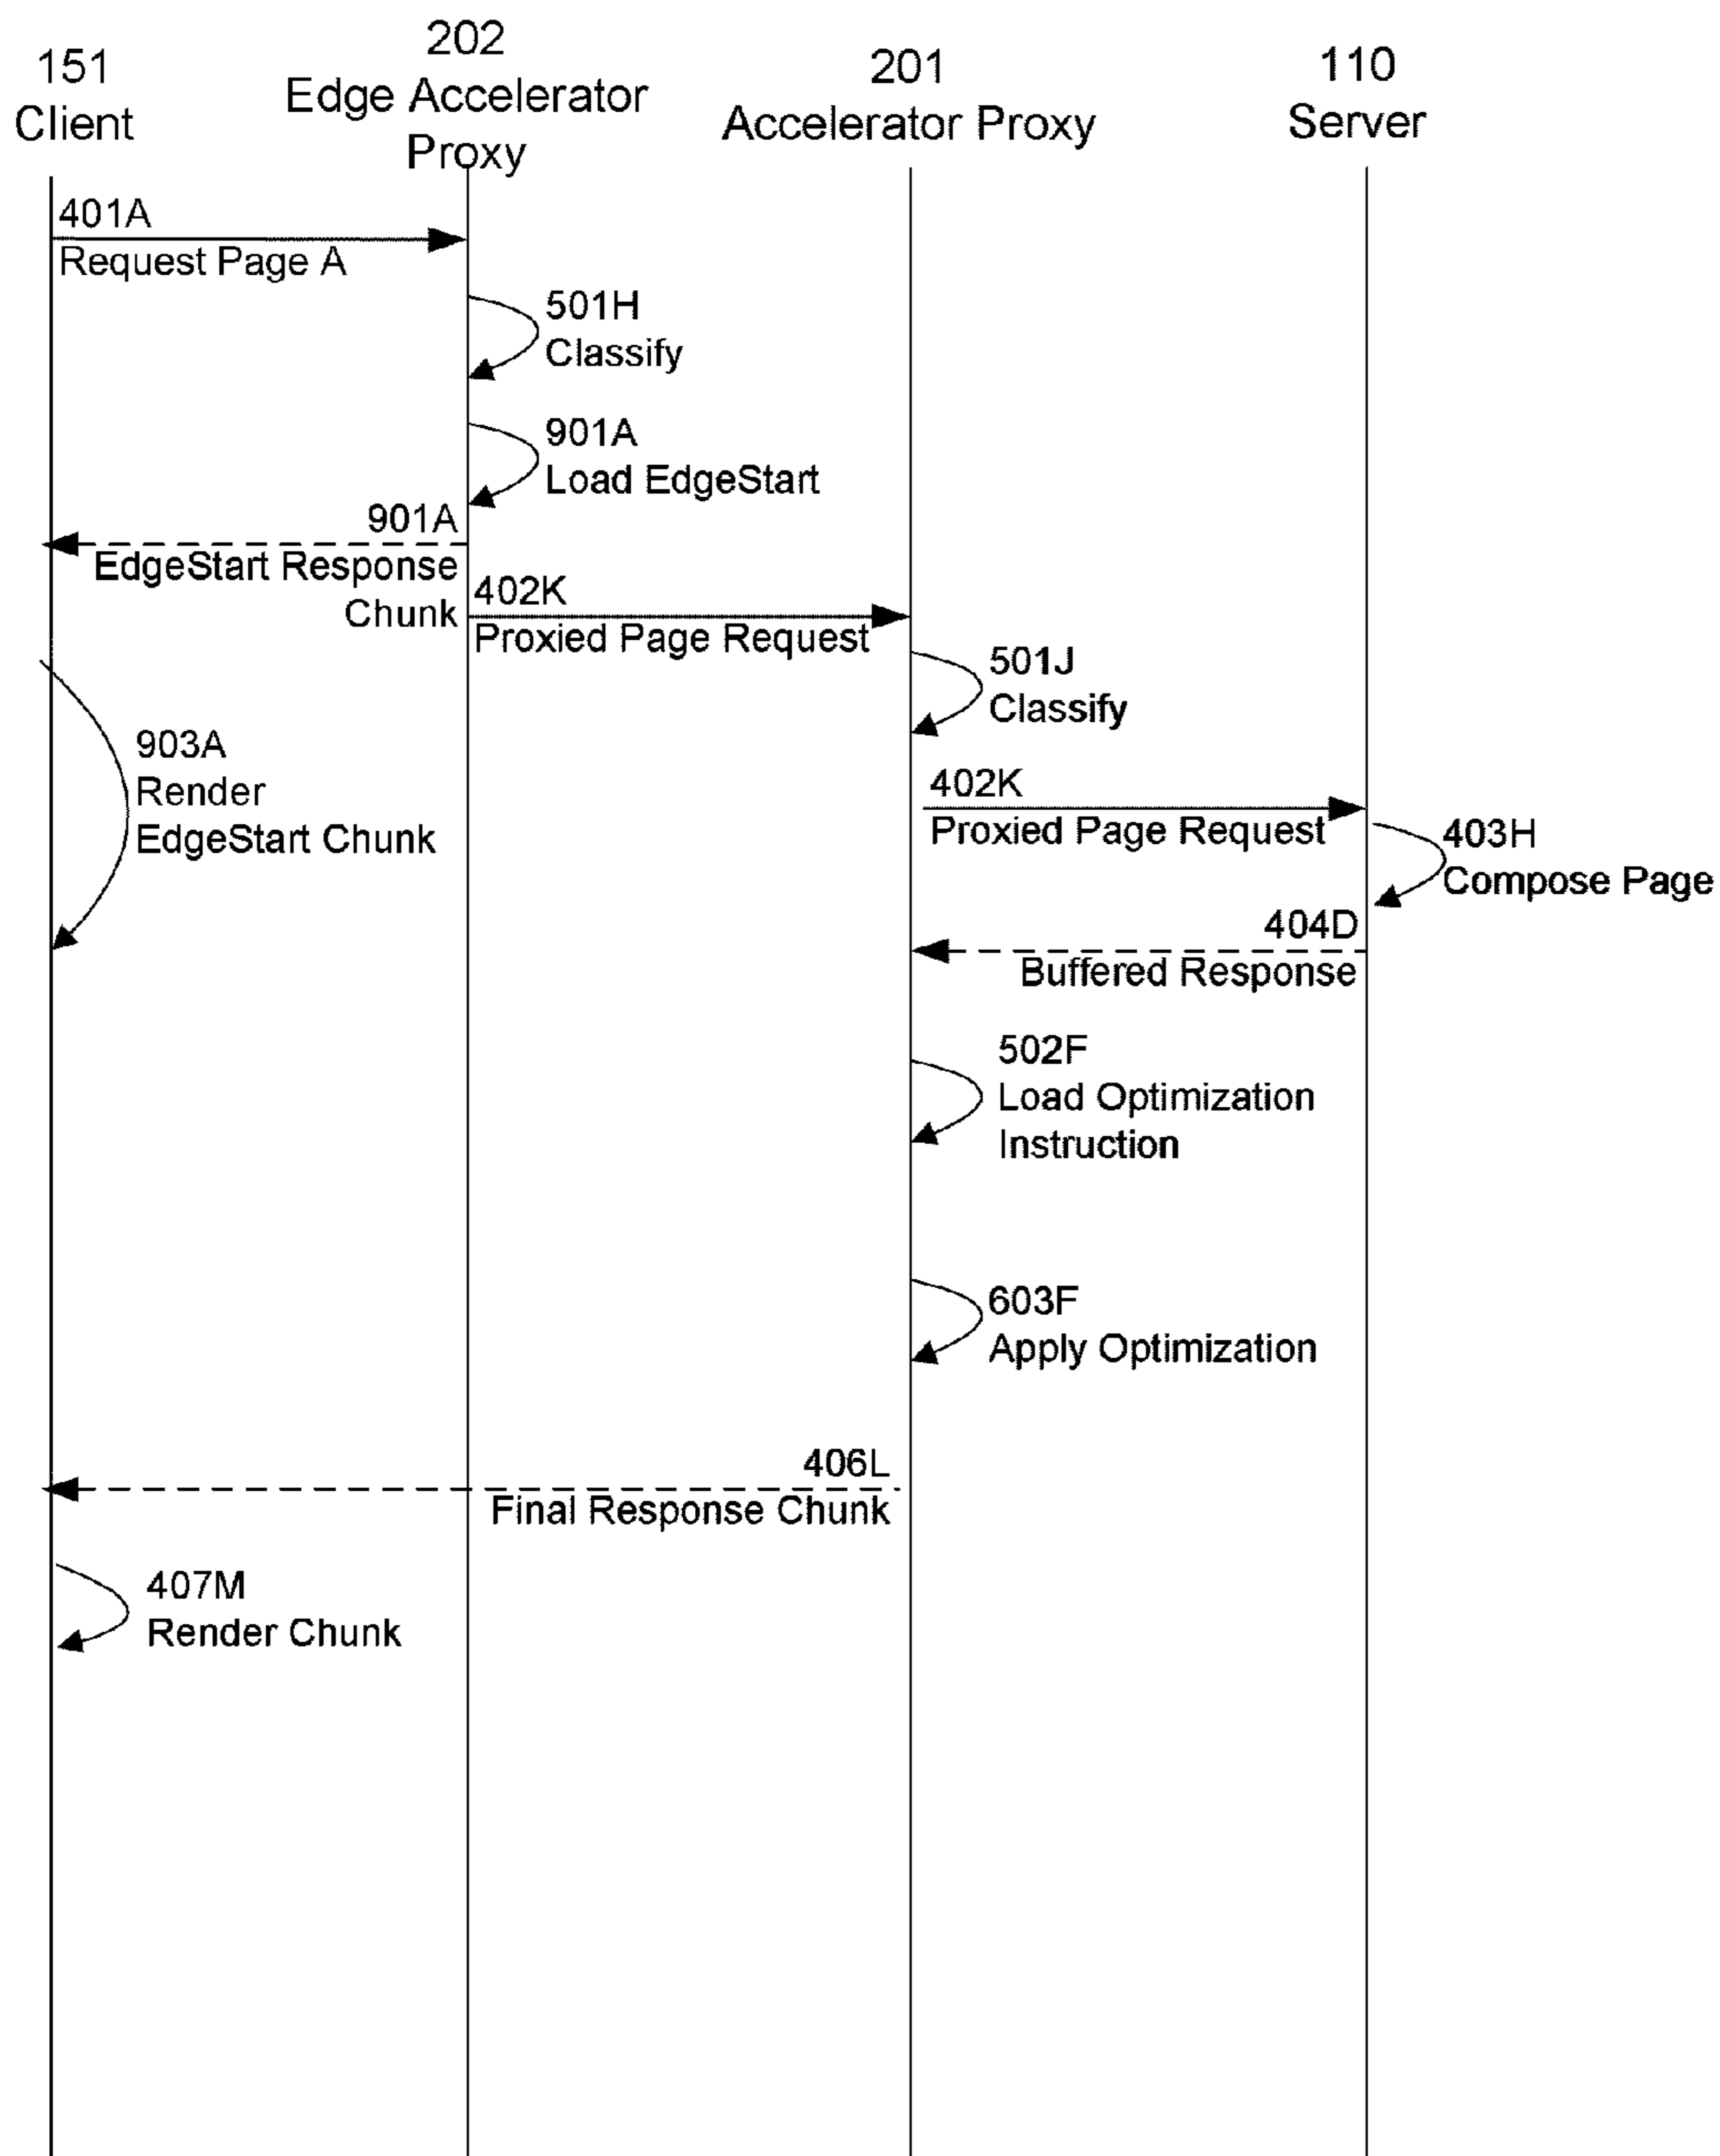 151
Client
202
Edge Accelerator
Proxy
201
Accelerator Proxy
110
Server
401A
Request Page A
501H
Classify
901A
Load EdgeStart
901A
EdgeStart Response
Chunk
402K
Proxied Page Request
501J
Classify
903A
Render
EdgeStart Chunk
402K
Proxied Page Request
403H
Compose Page
404D
Buffered Response
502F
Load Optimization
Instruction
603F
Apply Optimization
406L
Final Response Chunk
407M
Render Chunk